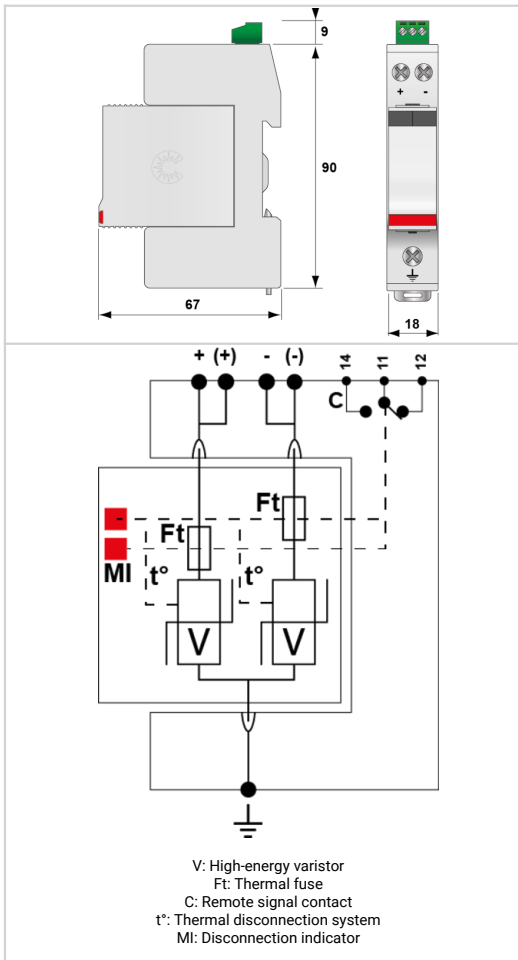 9
+ -
90
67
18
+ (+) - (-) 14 11 12
C
Ft
Ft
MI t° t°
V V
V: High-energy varistor
Ft: Thermal fuse
C: Remote signal contact
t°: Thermal disconnection system
MI: Disconnection indicator